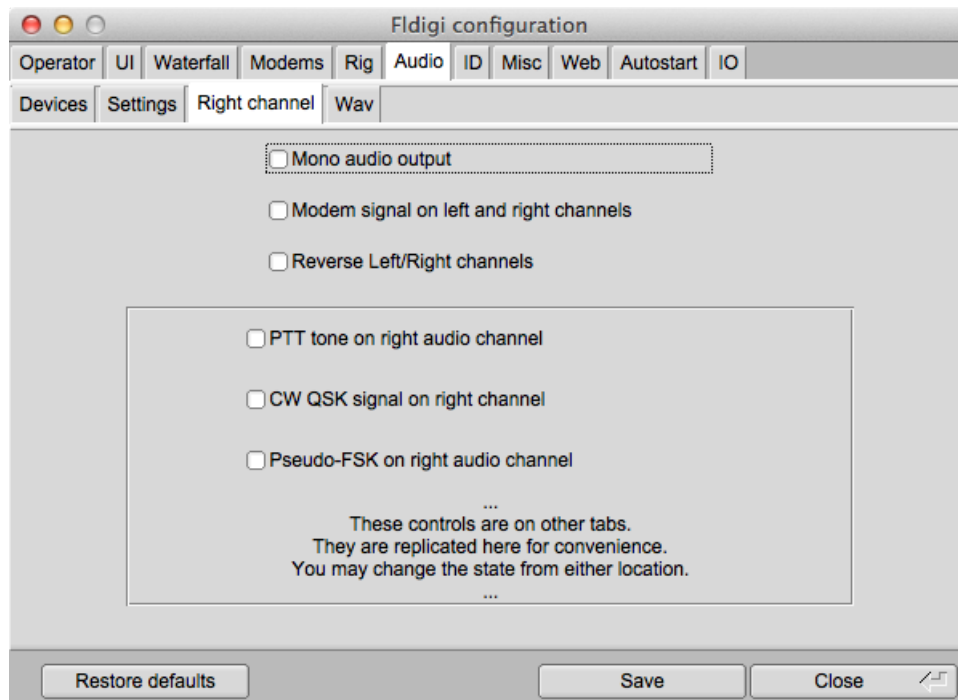 Fldigi configuration
Operator UI Waterfall Modems Rig Audio ID Misc Web Autostart IO
Devices Settings Right channel Wav
Mono audio output
Modem signal on left and right channels
Reverse Left/Right channels
PTT tone on right audio channel
CW QSK signal on right channel
Pseudo-FSK on right audio channel
...
These controls are on other tabs.
They are replicated here for convenience.
You may change the state from either location.
...
Restore defaults Save Close